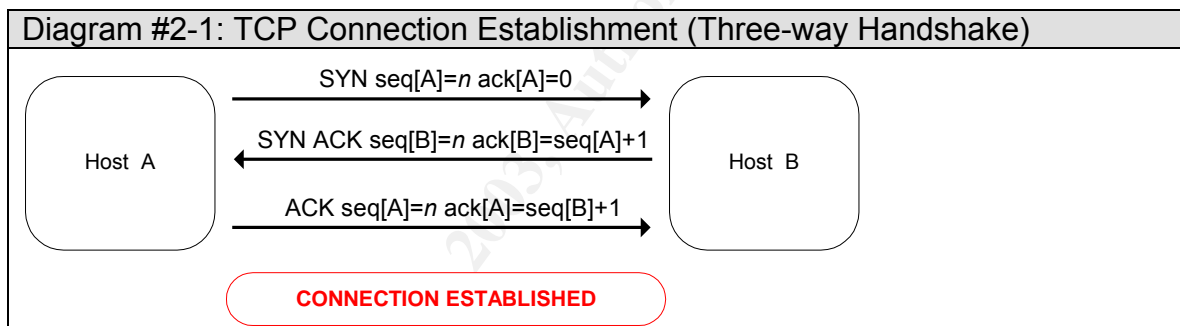 Diagram #2-1: TCP Connection Establishment (Three-way Handshake)
SYN seq[A]=n ack[A]=0
SYN ACK seq[B]=n ack[B]=seq[A]+1
Host A
Host B
ACK seq[A]=n ack[A]=seq[B]+1
CONNECTION ESTABLISHED